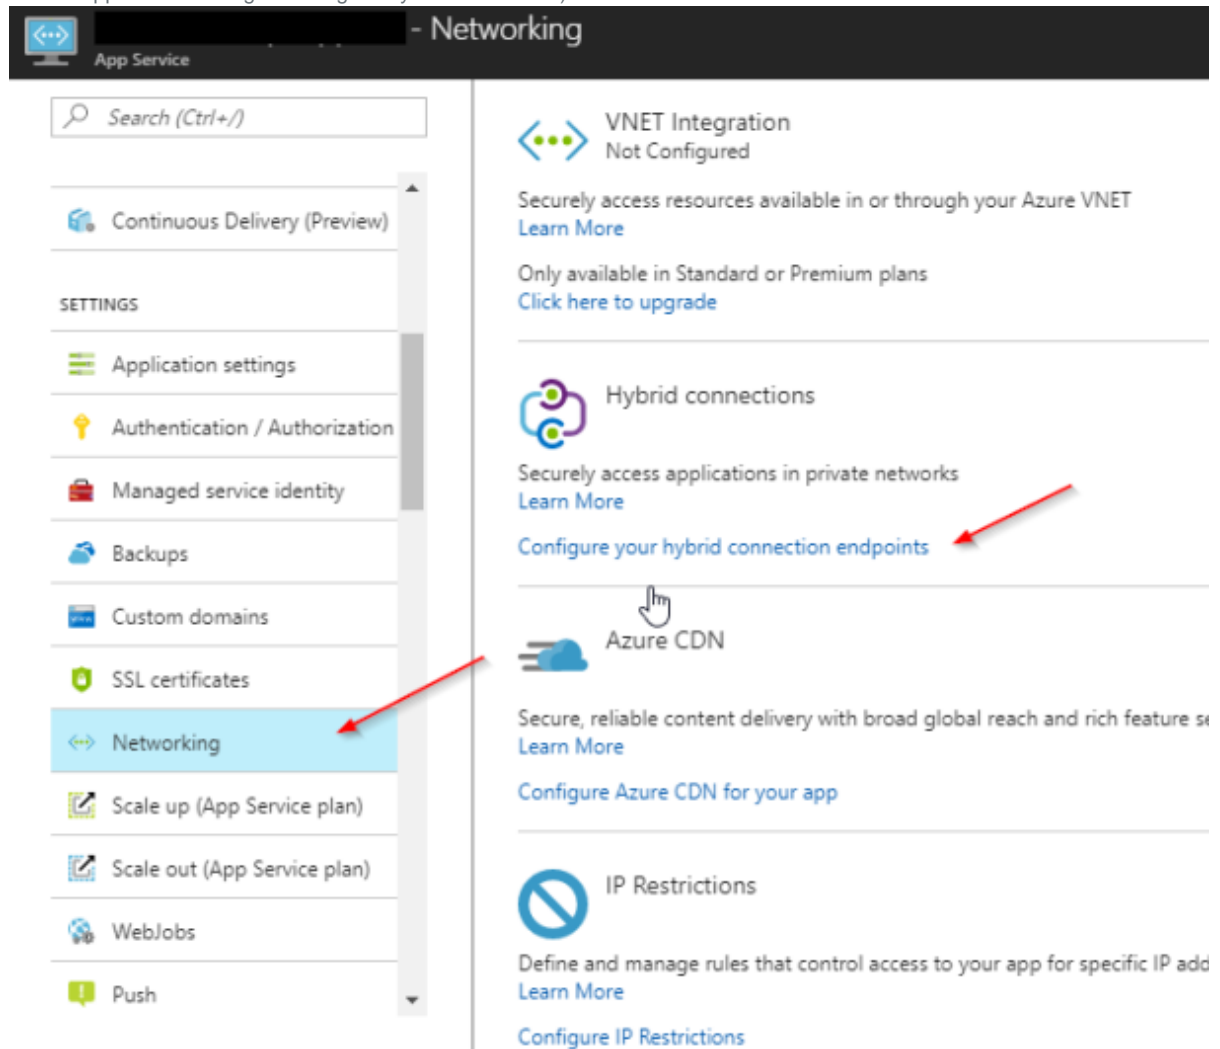 - Networking
App Service
Search (Ctrl+/)
Continuous Delivery (Preview)
SETTINGS
Application settings
Authentication / Authorization
Managed service identity
Backups
Custom domains
SSL certificates
Networking
Scale up (App Service plan)
Scale out (App Service plan)
WebJobs
Push
VNET Integration
Not Configured
Securely access resources available in or through your Azure VNET
Learn More
Only available in Standard or Premium plans
Click here to upgrade
Hybrid connections
Securely access applications in private networks
Learn More
Configure your hybrid connection endpoints
Azure CDN
Secure, reliable content delivery with broad global reach and rich feature se
Learn More
Configure Azure CDN for your app
IP Restrictions
Define and manage rules that control access to your app for specific IP add
Learn More
Configure IP Restrictions